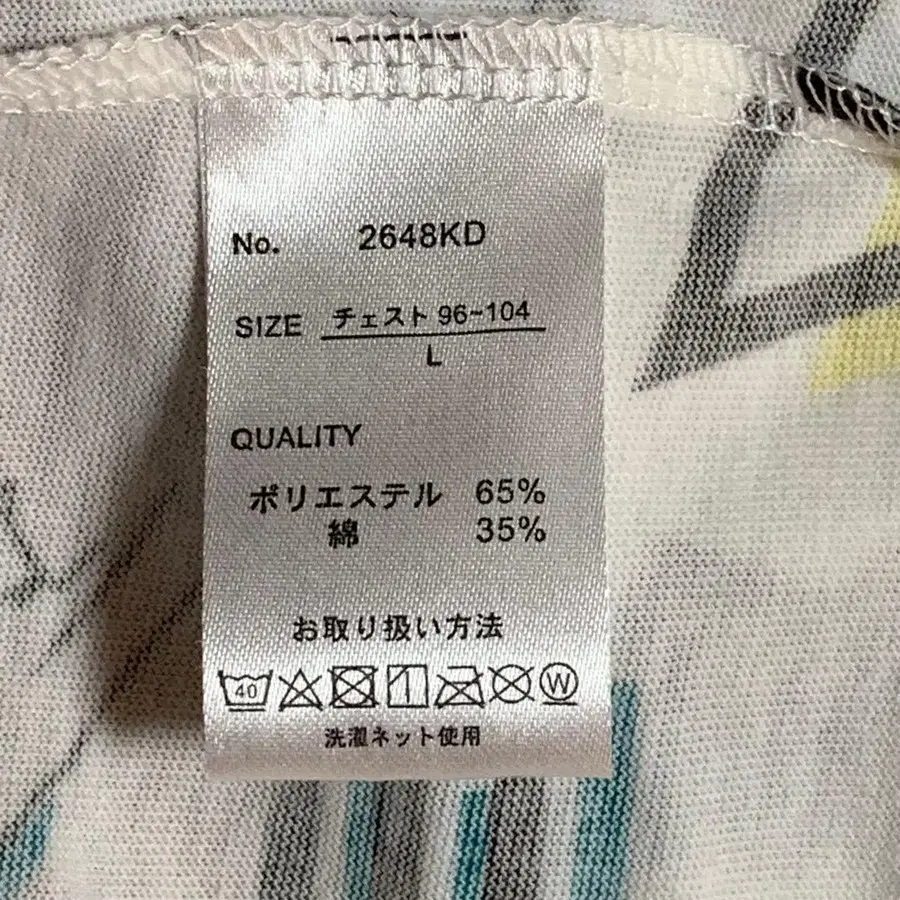 No. 2648KD
SIZE チェスト 96-104
L
QUALITY
ポリエステル 65%
綿 35%
お取り扱い方法
40 W
洗濯ネット使用